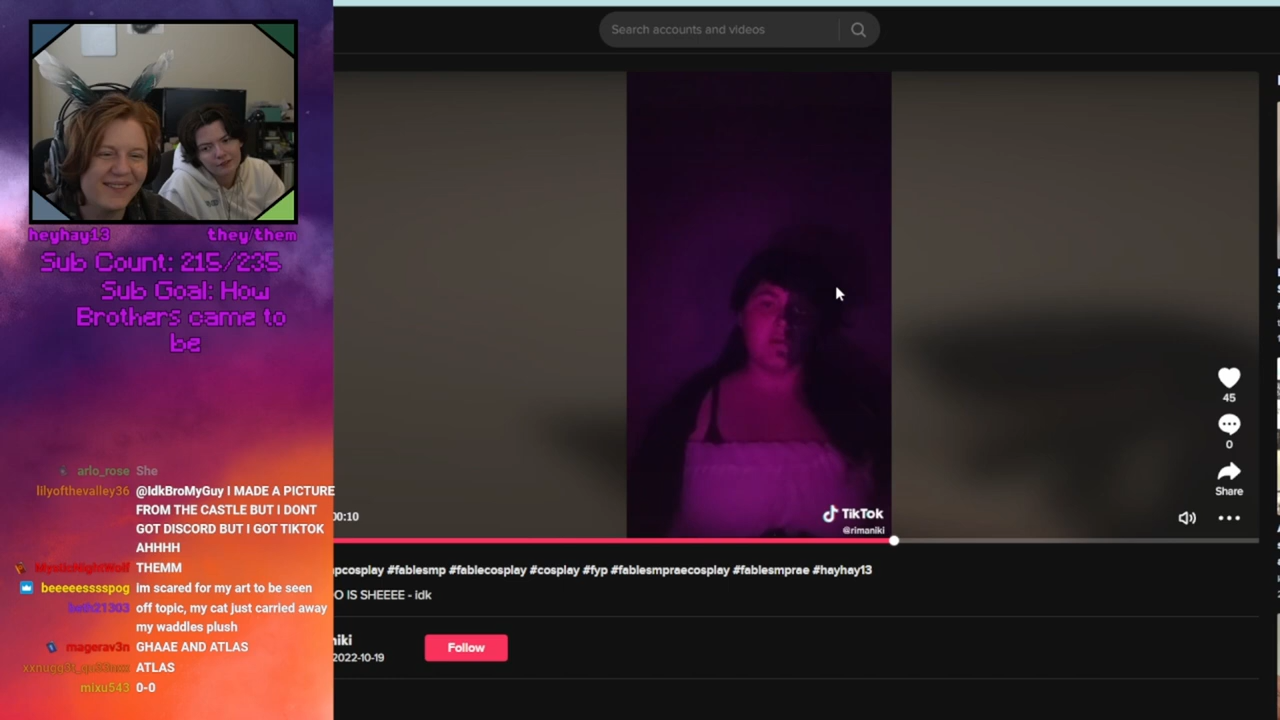 Search accounts and videos
heyhay13 they/them
Sub Count: 215/235
Sub Goal: How
Brothers came to
be
45
0
Share
arlo_rose She
lilyofthevalley36 @IdkBroMyGuy I MADE A PICTURE
FROM THE CASTLE BUT I DONT
GOT DISCORD BUT I GOT TIKTOK
AHHHH
MysticNightWolf THEMM
beeeeesssspog im scared for my art to be seen
off topic, my cat just carried away
my waddles plush
magerav3n GHAAE AND ATLAS
ATLAS
mixu543 0-0
00:10
TikTok
@rimaniki
pcosplay #fablesmp #fablecosplay #cosplay #fyp #fablesmpraecosplay #fablesmprae #hayhay13
O IS SHEEEE - idk
niki
2022-10-19
Follow